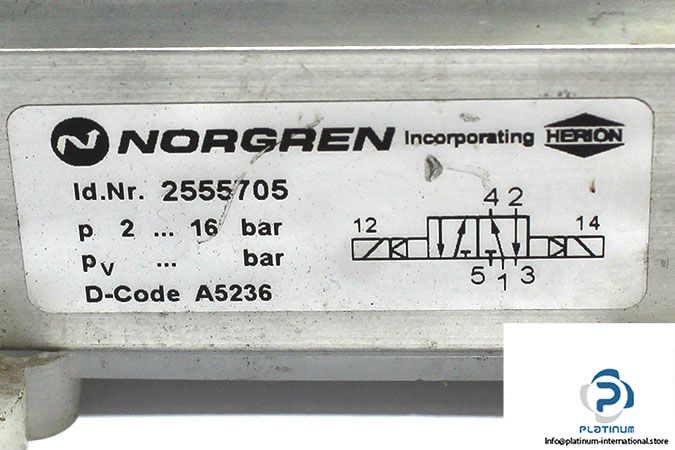 NORGREN Incorporating HERION
Id.Nr. 2555705
p 2 ... 16 bar
pV ... bar
D-Code A5236
4 2
12 14
5 1 3
P
PLATINUM
info@platinum-international.store